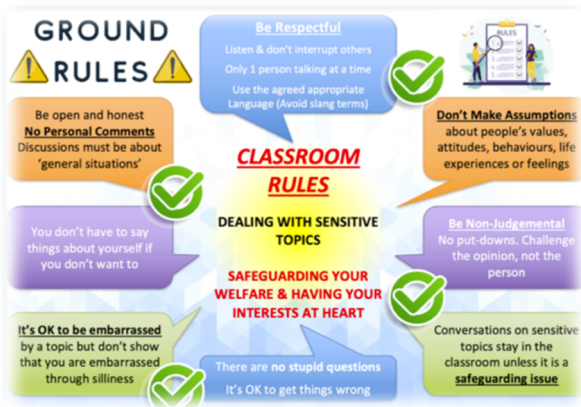 GROUND
RULES
Be Respectful
Listen & don't interrupt others
Only 1 person talking at a time
Use the agreed appropriate
Language (Avoid slang terms)
RULES
Be open and honest
No Personal Comments
Discussions must be about
'general situations'
CLASSROOM
RULES
Don't Make Assumptions
about people's values,
attitudes, behaviours, life
experiences or feelings
DEALING WITH SENSITIVE
TOPICS
You don't have to say
things about yourself if
you don't want to
Be Non-Judgemental
No put-downs. Challenge
the opinion, not the
person
SAFEGUARDING YOUR
WELFARE & HAVING YOUR
INTERESTS AT HEART
It's OK to be embarrassed
by a topic but don't show
that you are embarrassed
through silliness
There are no stupid questions
It's OK to get things wrong
Conversations on sensitive
topics stay in the
classroom unless it is a
safeguarding issue